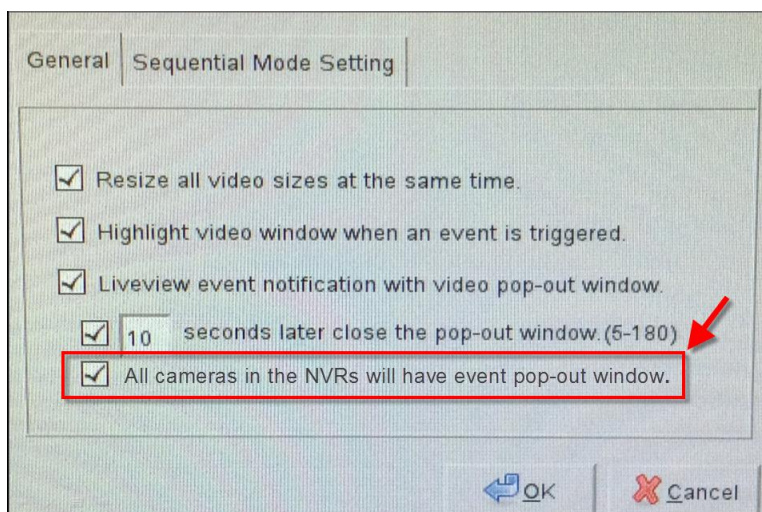 General
Sequential Mode Setting
Resize all video sizes at the same time.
Highlight video window when an event is triggered.
Liveview event notification with video pop-out window.
10 seconds later close the pop-out window.(5-180)
All cameras in the NVRs will have event pop-out window.
OK
Cancel